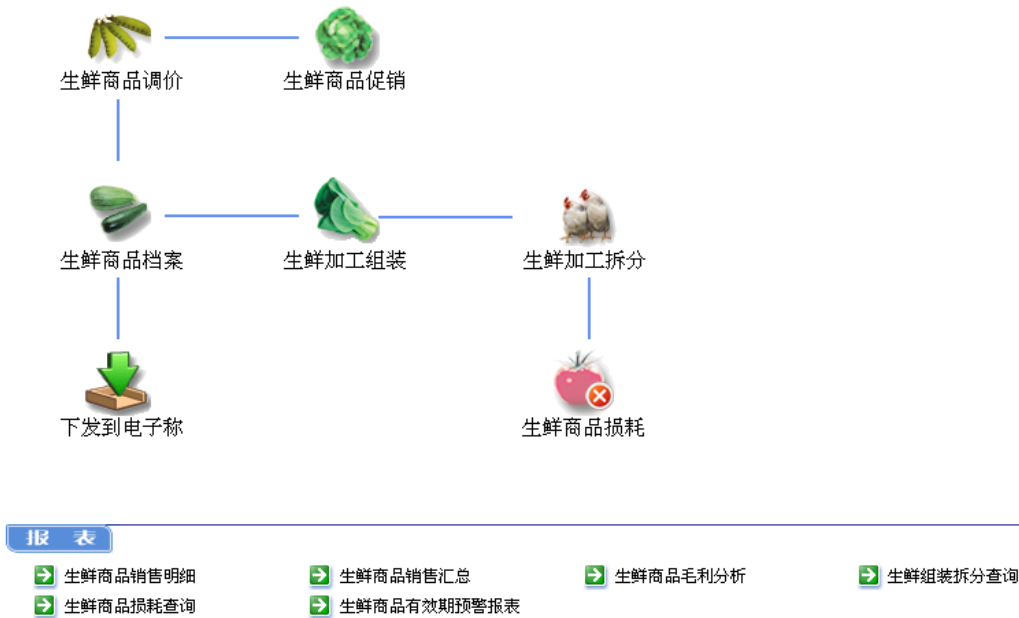 生鲜商品调价
生鲜商品促销
生鲜商品档案
生鲜加工组装
生鲜加工拆分
下发到电子称
生鲜商品损耗
报 表
生鲜商品销售明细
生鲜商品销售汇总
生鲜商品毛利分析
生鲜组装拆分查询
生鲜商品损耗查询
生鲜商品有效期预警报表